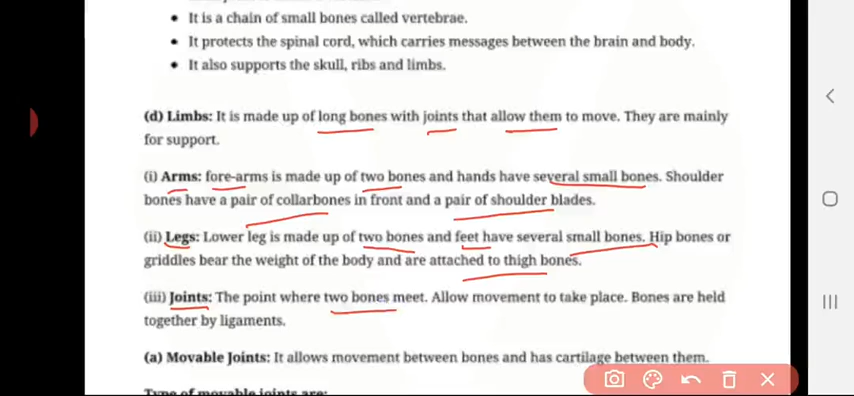 • It is a chain of small bones called vertebrae.
• It protects the spinal cord, which carries messages between the brain and body.
• It also supports the skull, ribs and limbs.
(d) Limbs: It is made up of long bones with joints that allow them to move. They are mainly
for support.
(i) Arms: fore-arms is made up of two bones and hands have several small bones. Shoulder
bones have a pair of collarbones in front and a pair of shoulder blades.
(ii) Legs: Lower leg is made up of two bones and feet have several small bones. Hip bones or
griddles bear the weight of the body and are attached to thigh bones.
(iii) Joints: The point where two bones meet. Allow movement to take place. Bones are held
together by ligaments.
(a) Movable Joints: It allows movement between bones and has cartilage between them.
Type of movable joints are: